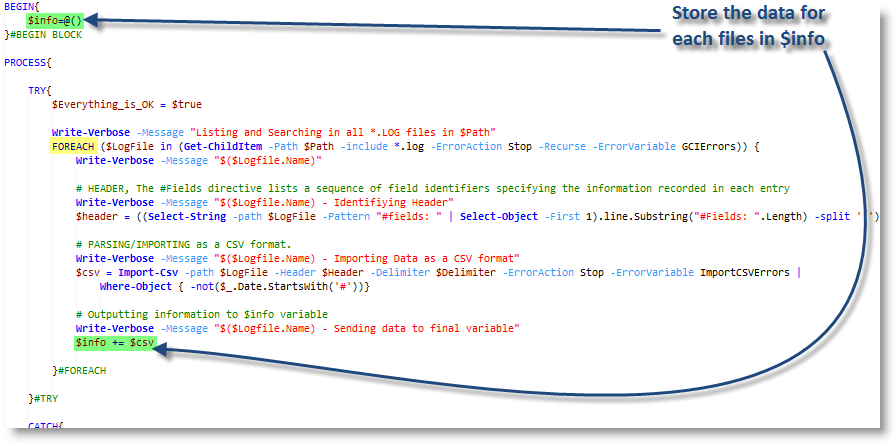 BEGIN{
$info=@()
}#BEGIN BLOCK
Store the data for
each files in $info
PROCESS{
TRY{
$Everything_is_OK = $true
Write-Verbose -Message "Listing and Searching in all *.LOG files in $Path"
FOREACH ($LogFile in (Get-ChildItem -Path $Path -include *.log -ErrorAction Stop -Recurse -ErrorVariable GCIErrors)) {
Write-Verbose -Message "$($Logfile.Name)"
# HEADER, The #Fields directive lists a sequence of field identifiers specifying the information recorded in each entry
Write-Verbose -Message "$($Logfile.Name) - Identifiying Header"
$header = ((Select-String -path $LogFile -Pattern "#fields: " | Select-Object -First 1).line.Substring("#Fields: ".Length) -split ' ')
# PARSING/IMPORTING as a CSV format.
Write-Verbose -Message "$($Logfile.Name) - Importing Data as a CSV format"
$csv = Import-Csv -path $LogFile -Header $Header -Delimiter $Delimiter -ErrorAction Stop -ErrorVariable ImportCSVErrors |
Where-Object { -not($_.Date.StartsWith('#'))}
# Outputting information to $info variable
Write-Verbose -Message "$($Logfile.Name) - Sending data to final variable"
$info += $csv
}#FOREACH
}#TRY
CATCH{